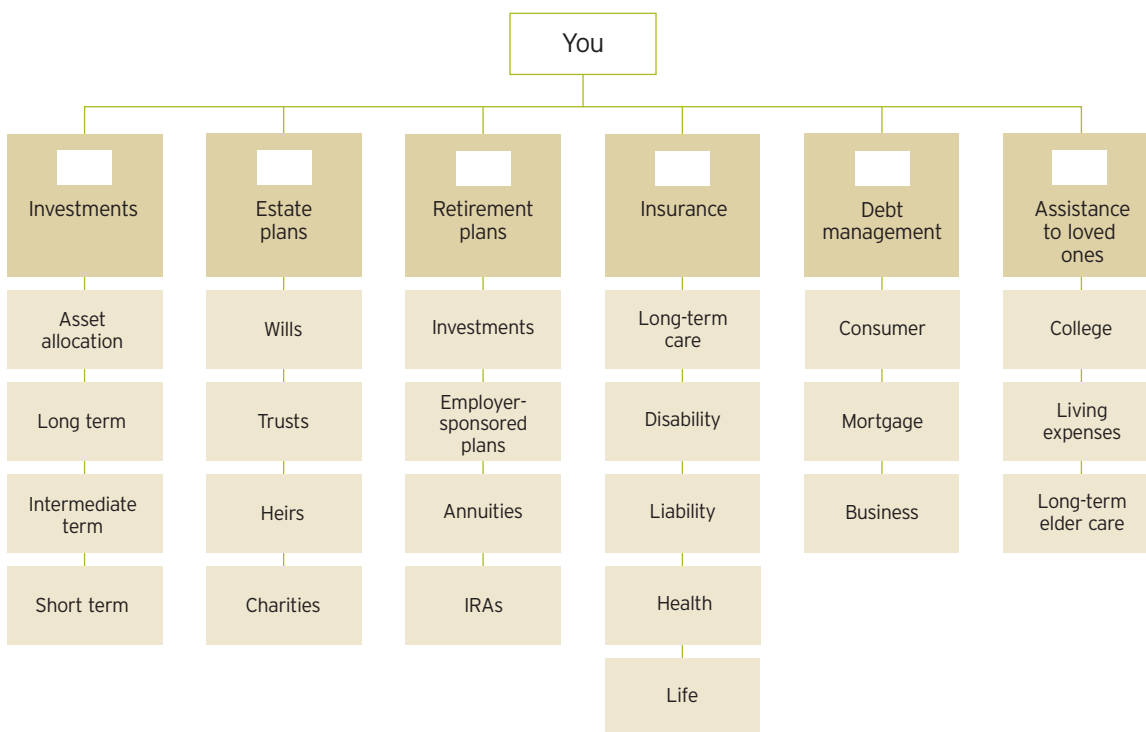 You
Investments
Asset
allocation
Long term
Intermediate
term
Short term
Estate
plans
Wills
Trusts
Heirs
Charities
Retirement
plans
Investments
Employer-
sponsored
plans
Annuities
IRAs
Insurance
Long-term
care
Disability
Liability
Health
Life
Debt
management
Consumer
Mortgage
Business
Assistance
to loved
ones
College
Living
expenses
Long-term
elder care